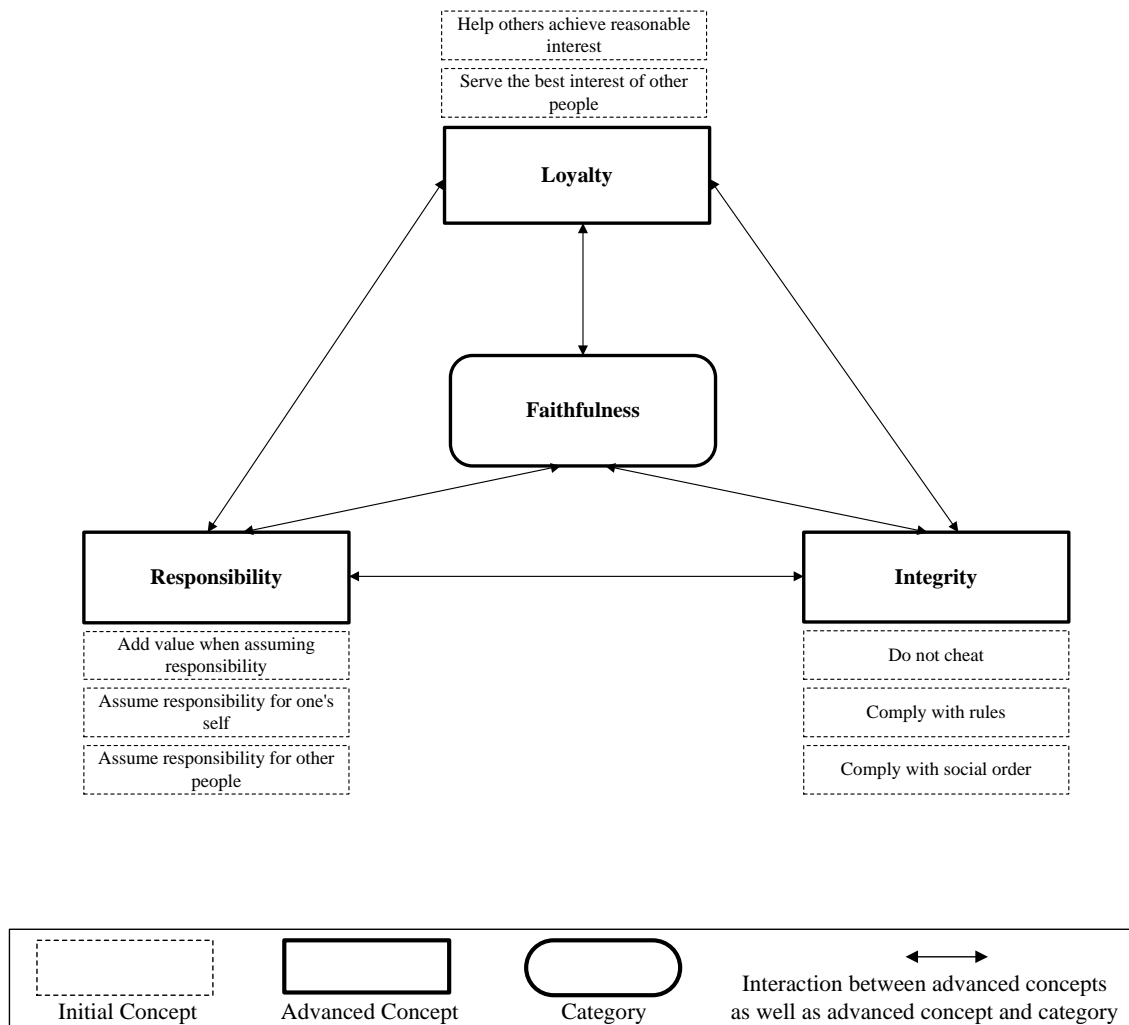 Help others achieve reasonable
interest
Serve the best interest of other
people
Loyalty
Faithfulness
Responsibility
Integrity
Add value when assuming
responsibility
Assume responsibility for one's
self
Assume responsibility for other
people
Do not cheat
Comply with rules
Comply with social order
Initial Concept
Advanced Concept
Category
Interaction between advanced concepts
as well as advanced concept and category